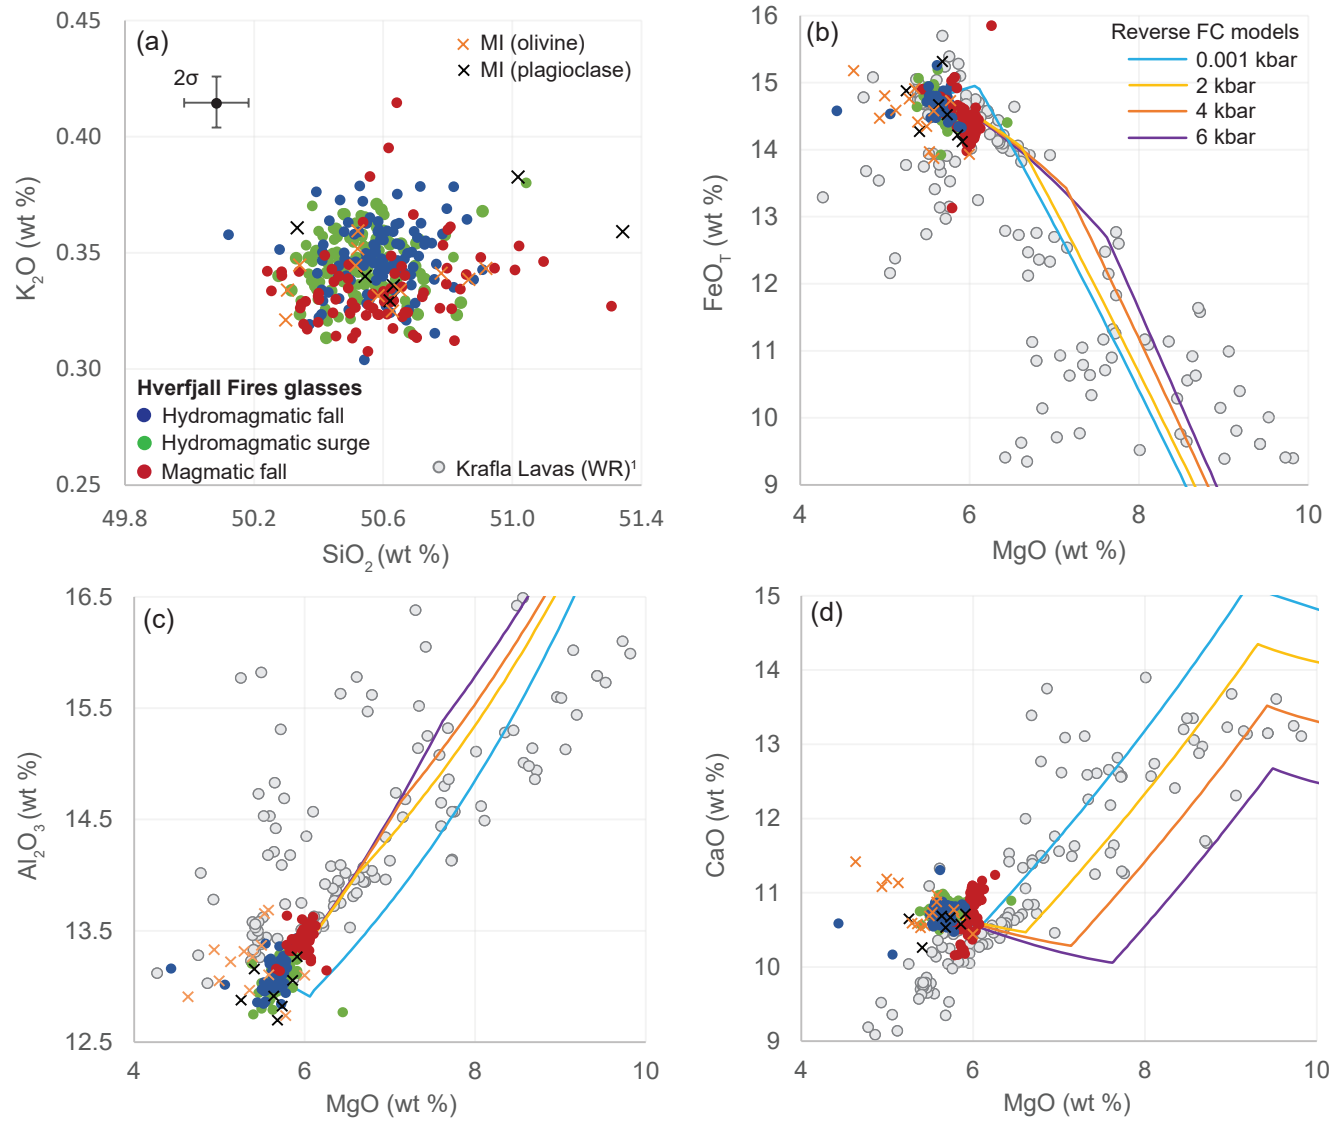 (a)
0.45
0.40
0.35
0.30
0.25
K2O (wt %)
2σ
MI (olivine)
MI (plagioclase)
Hverfjall Fires glasses
Hydromagmatic fall
Hydromagmatic surge
Magmatic fall
Krafla Lavas (WR)¹
49.8 50.2 50.6 51.0 51.4
SiO2 (wt %)
(b)
16
15
14
13
12
11
10
9
FeOT (wt %)
Reverse FC models
0.001 kbar
2 kbar
4 kbar
6 kbar
4 6 8 10
MgO (wt %)
(c)
16.5
15.5
14.5
13.5
12.5
Al2O3 (wt %)
4 6 8 10
MgO (wt %)
(d)
15
14
13
12
11
10
9
CaO (wt %)
4 6 8 10
MgO (wt %)